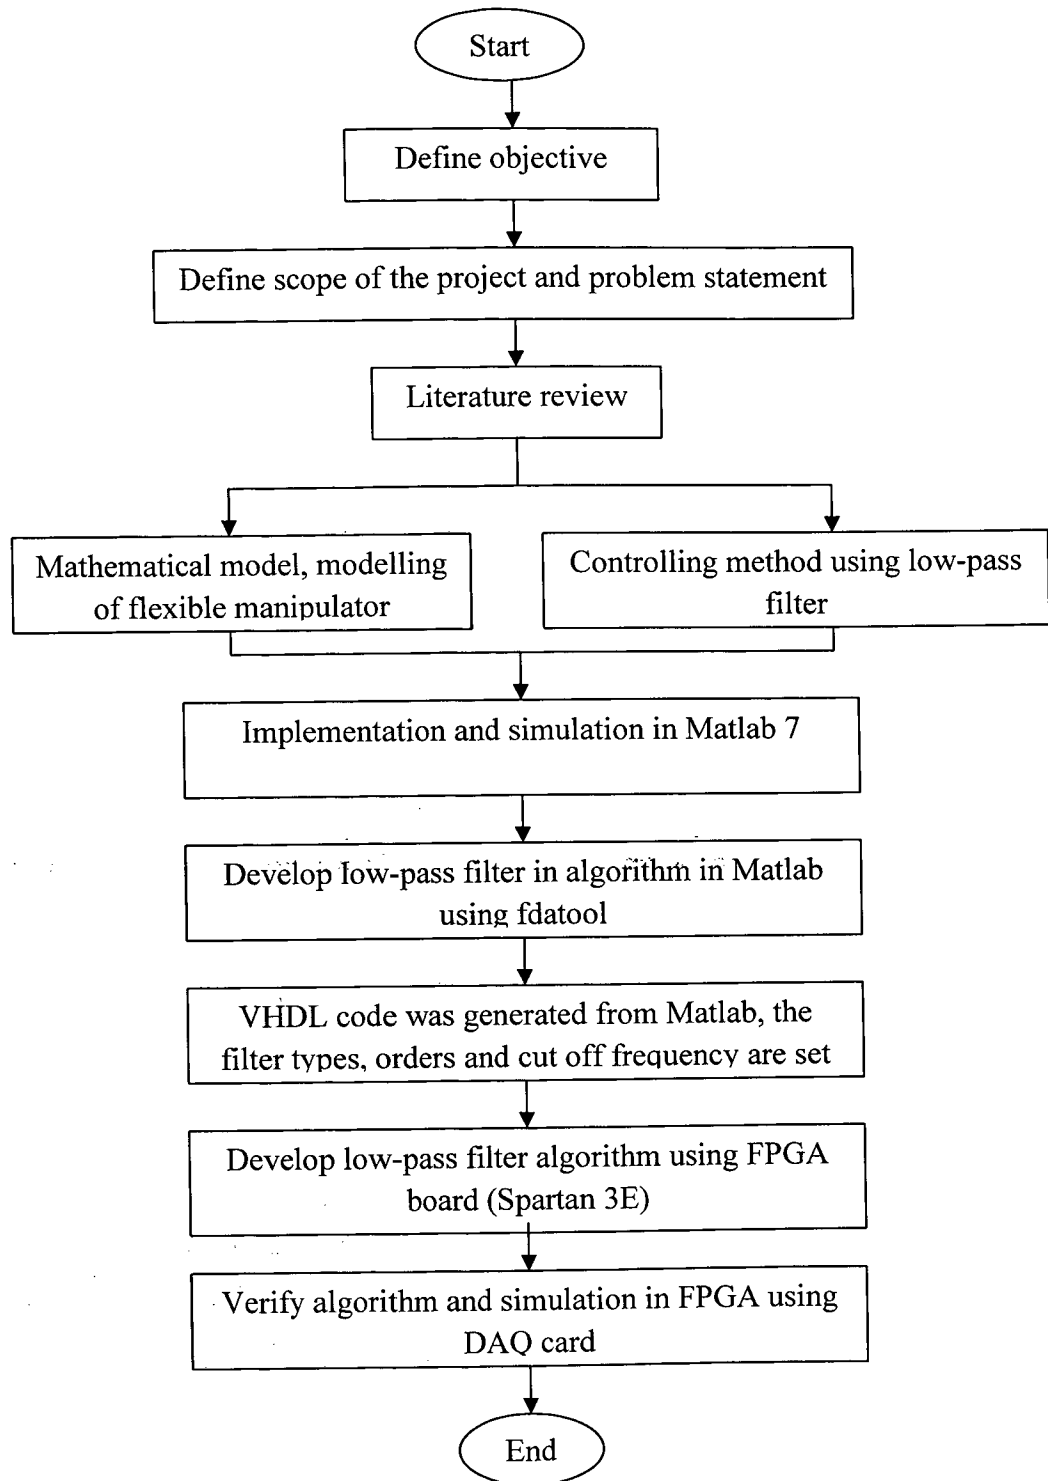 Start
Define objective
Define scope of the project and problem statement
Literature review
Mathematical model, modelling
of flexible manipulator
Controlling method using low-pass
filter
Implementation and simulation in Matlab 7
Develop low-pass filter in algorithm in Matlab
using fdatool
VHDL code was generated from Matlab, the
filter types, orders and cut off frequency are set
Develop low-pass filter algorithm using FPGA
board (Spartan 3E)
Verify algorithm and simulation in FPGA using
DAQ card
End